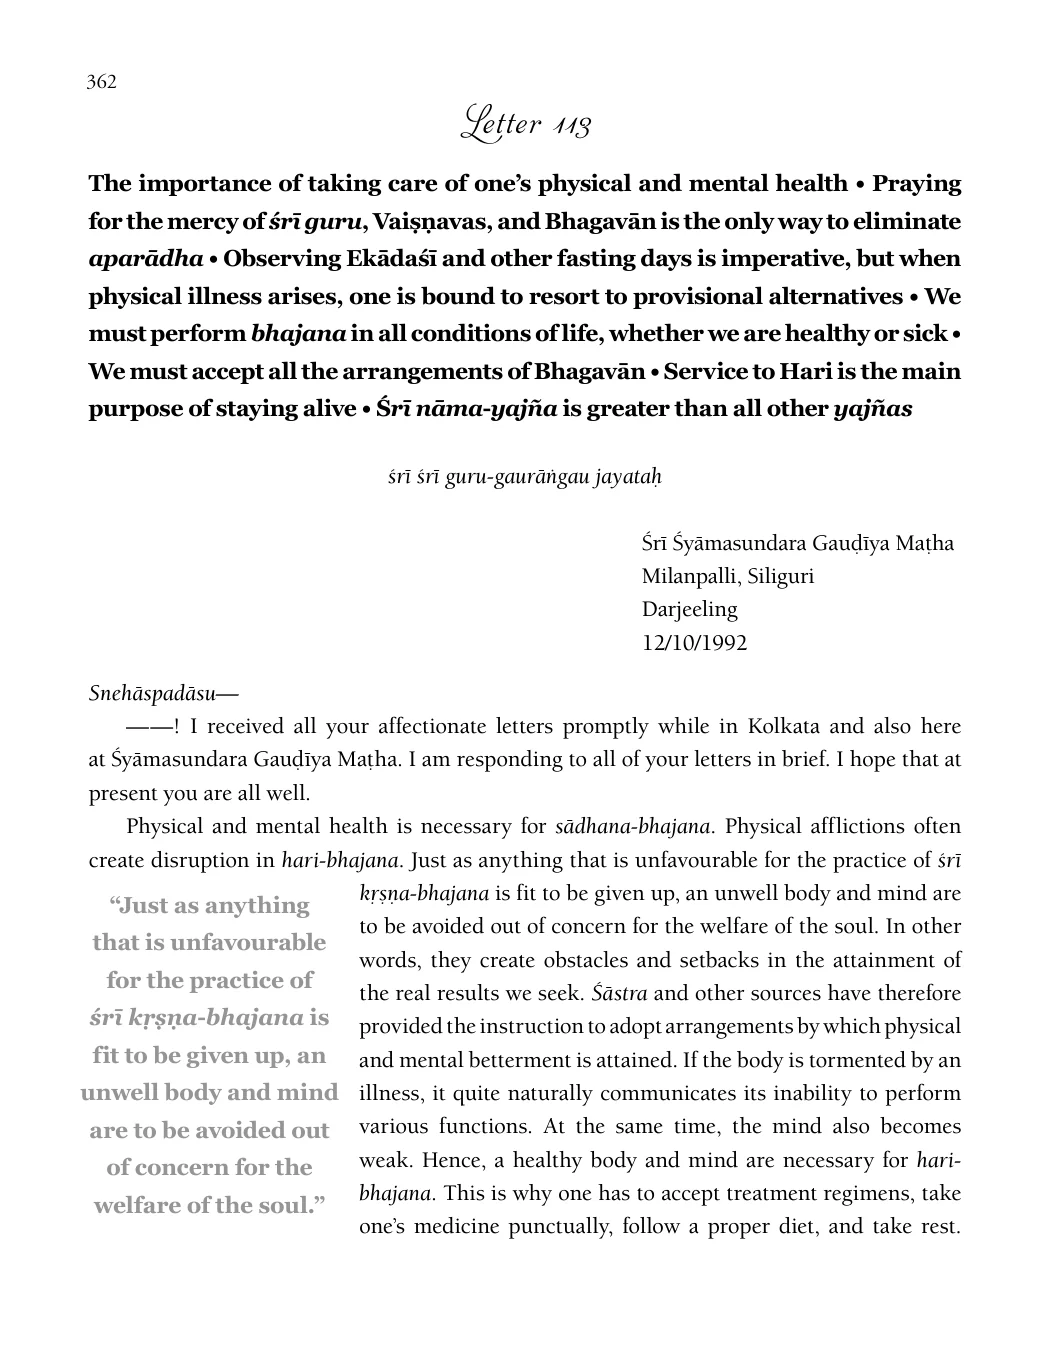 362
Letter 113
The importance of taking care of one’s physical and mental health • Praying
for the mercy of śrī guru, Vaiṣṇavas, and Bhagavān is the only way to eliminate
aparādha • Observing Ekādaśī and other fasting days is imperative, but when
physical illness arises, one is bound to resort to provisional alternatives • We
must perform bhajana in all conditions of life, whether we are healthy or sick •
We must accept all the arrangements of Bhagavān • Service to Hari is the main
purpose of staying alive • Śrī nāma-yajña is greater than all other yajñas
śrī śrī guru-gaurāṅgau jayataḥ
Śrī Śyāmasundara Gauḍīya Maṭha
Milanpalli, Siliguri
Darjeeling
12/10/1992
Snehāspadāsu—
——! I received all your affectionate letters promptly while in Kolkata and also here
at Śyāmasundara Gauḍīya Maṭha. I am responding to all of your letters in brief. I hope that at
present you are all well.
Physical and mental health is necessary for sādhana-bhajana. Physical afflictions often
create disruption in hari-bhajana. Just as anything that is unfavourable for the practice of śrī
kṛṣṇa-bhajana is fit to be given up, an unwell body and mind are
to be avoided out of concern for the welfare of the soul. In other
words, they create obstacles and setbacks in the attainment of
the real results we seek. Śāstra and other sources have therefore
provided the instruction to adopt arrangements by which physical
and mental betterment is attained. If the body is tormented by an
illness, it quite naturally communicates its inability to perform
various functions. At the same time, the mind also becomes
weak. Hence, a healthy body and mind are necessary for hari-
bhajana. This is why one has to accept treatment regimens, take
one’s medicine punctually, follow a proper diet, and take rest.
“Just as anything
that is unfavourable
for the practice of
śrī kṛṣṇa-bhajana is
fit to be given up, an
unwell body and mind
are to be avoided out
of concern for the
welfare of the soul.”